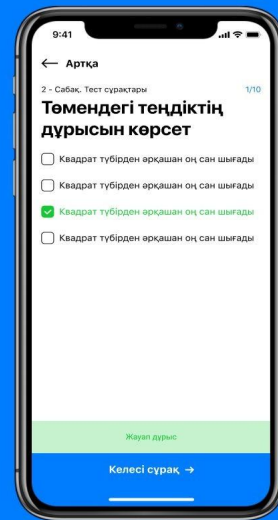 9:41
← Артқа
2 - Сабақ. Тест сұрақтары 1/10
Төмендегі теңдіктің
дұрысын көрсет
Квадрат түбірден әрқашан оң сан шығады
Квадрат түбірден әрқашан оң сан шығады
Квадрат түбірден әрқашан оң сан шығады
Квадрат түбірден әрқашан оң сан шығады
Жауап дұрыс
Келесі сұрақ →